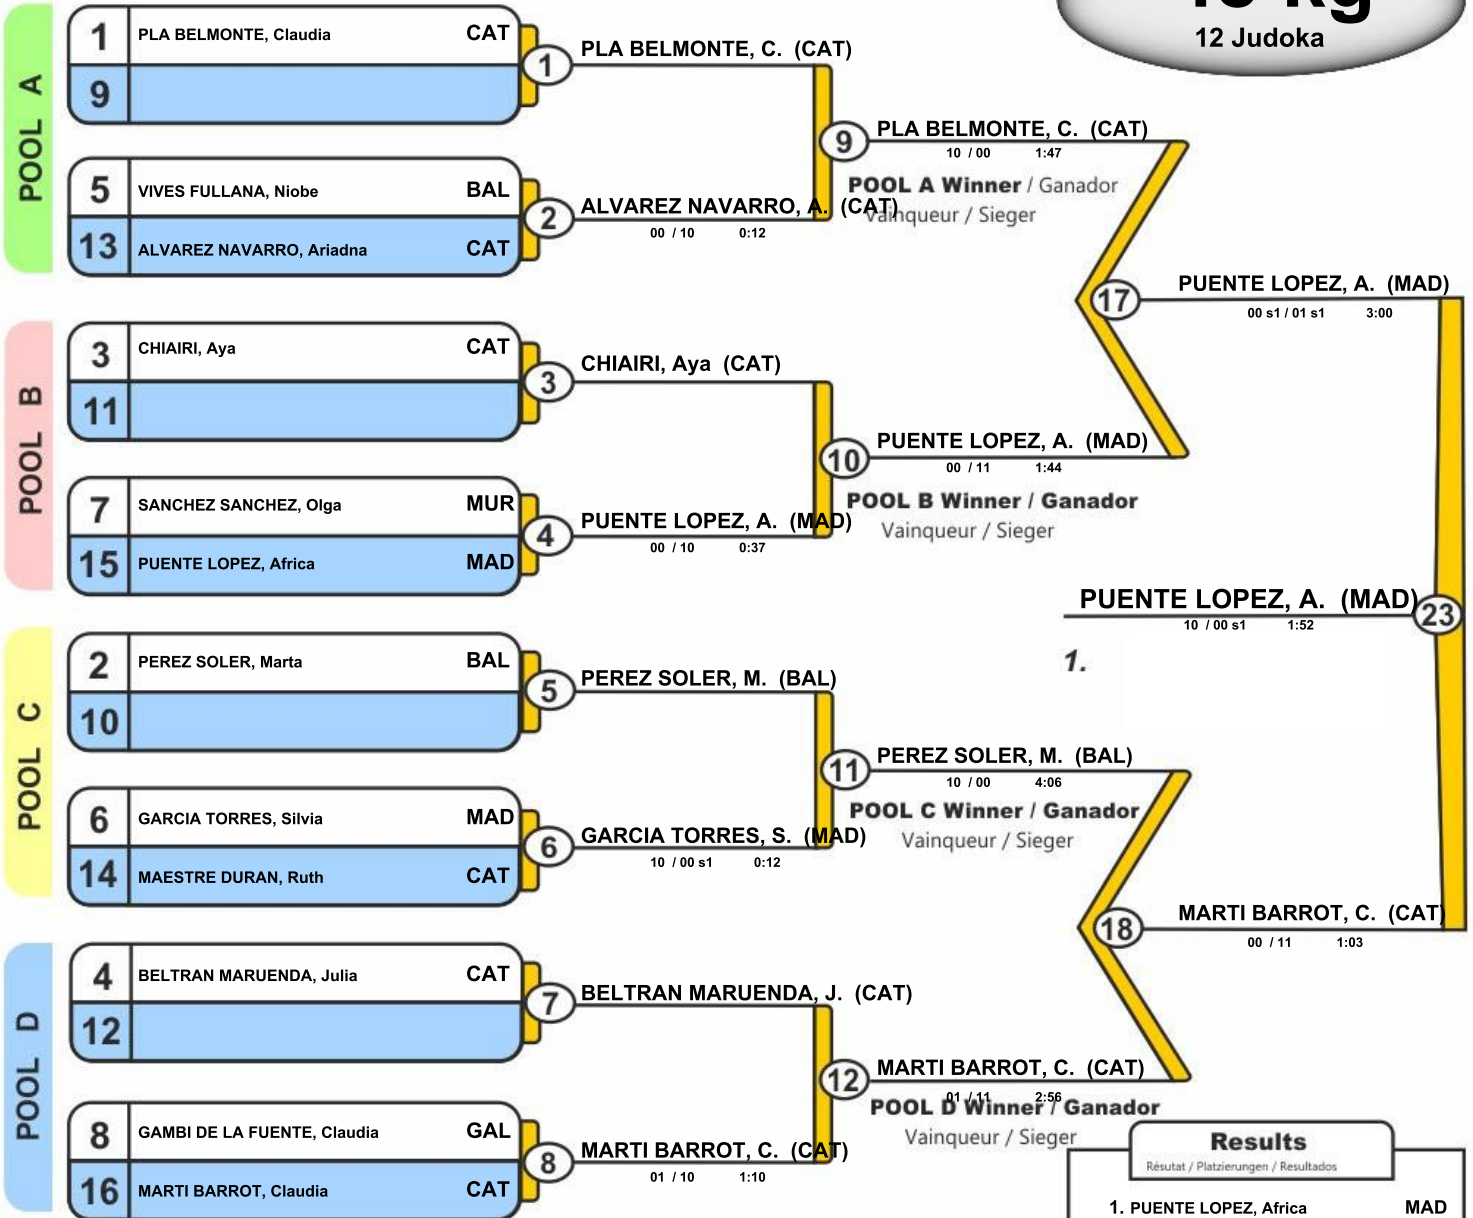 12 Judoka
POOL A
1 PLA BELMONTE, Claudia CAT
9
1
PLA BELMONTE, C. (CAT)
5 VIVES FULLANA, Niobe BAL
13 ALVAREZ NAVARRO, Ariadna CAT
2
ALVAREZ NAVARRO, A. (CAT)
00 / 10 0:12
9
PLA BELMONTE, C. (CAT)
10 / 00 1:47
POOL A Winner / Ganador
Vainqueur / Sieger
POOL B
3 CHIAIRI, Aya CAT
11
3
CHIAIRI, Aya (CAT)
7 SANCHEZ SANCHEZ, Olga MUR
15 PUENTE LOPEZ, Africa MAD
4
PUENTE LOPEZ, A. (MAD)
00 / 10 0:37
10
PUENTE LOPEZ, A. (MAD)
00 / 11 1:44
POOL B Winner / Ganador
Vainqueur / Sieger
17
PUENTE LOPEZ, A. (MAD)
00 s1 / 01 s1 3:00
PUENTE LOPEZ, A. (MAD)
23
10 / 00 s1 1:52
1.
POOL C
2 PEREZ SOLER, Marta BAL
10
5
PEREZ SOLER, M. (BAL)
6 GARCIA TORRES, Silvia MAD
14 MAESTRE DURAN, Ruth CAT
6
GARCIA TORRES, S. (MAD)
10 / 00 s1 0:12
11
PEREZ SOLER, M. (BAL)
10 / 00 4:06
POOL C Winner / Ganador
Vainqueur / Sieger
18
MARTI BARROT, C. (CAT)
00 / 11 1:03
POOL D
4 BELTRAN MARUENDA, Julia CAT
12
7
BELTRAN MARUENDA, J. (CAT)
8 GAMBI DE LA FUENTE, Claudia GAL
16 MARTI BARROT, Claudia CAT
8
MARTI BARROT, C. (CAT)
01 / 10 1:10
12
MARTI BARROT, C. (CAT)
01 / 11 2:56
POOL D Winner / Ganador
Vainqueur / Sieger
Results
Résutat / Platzierungen / Resultados
1. PUENTE LOPEZ, Africa MAD